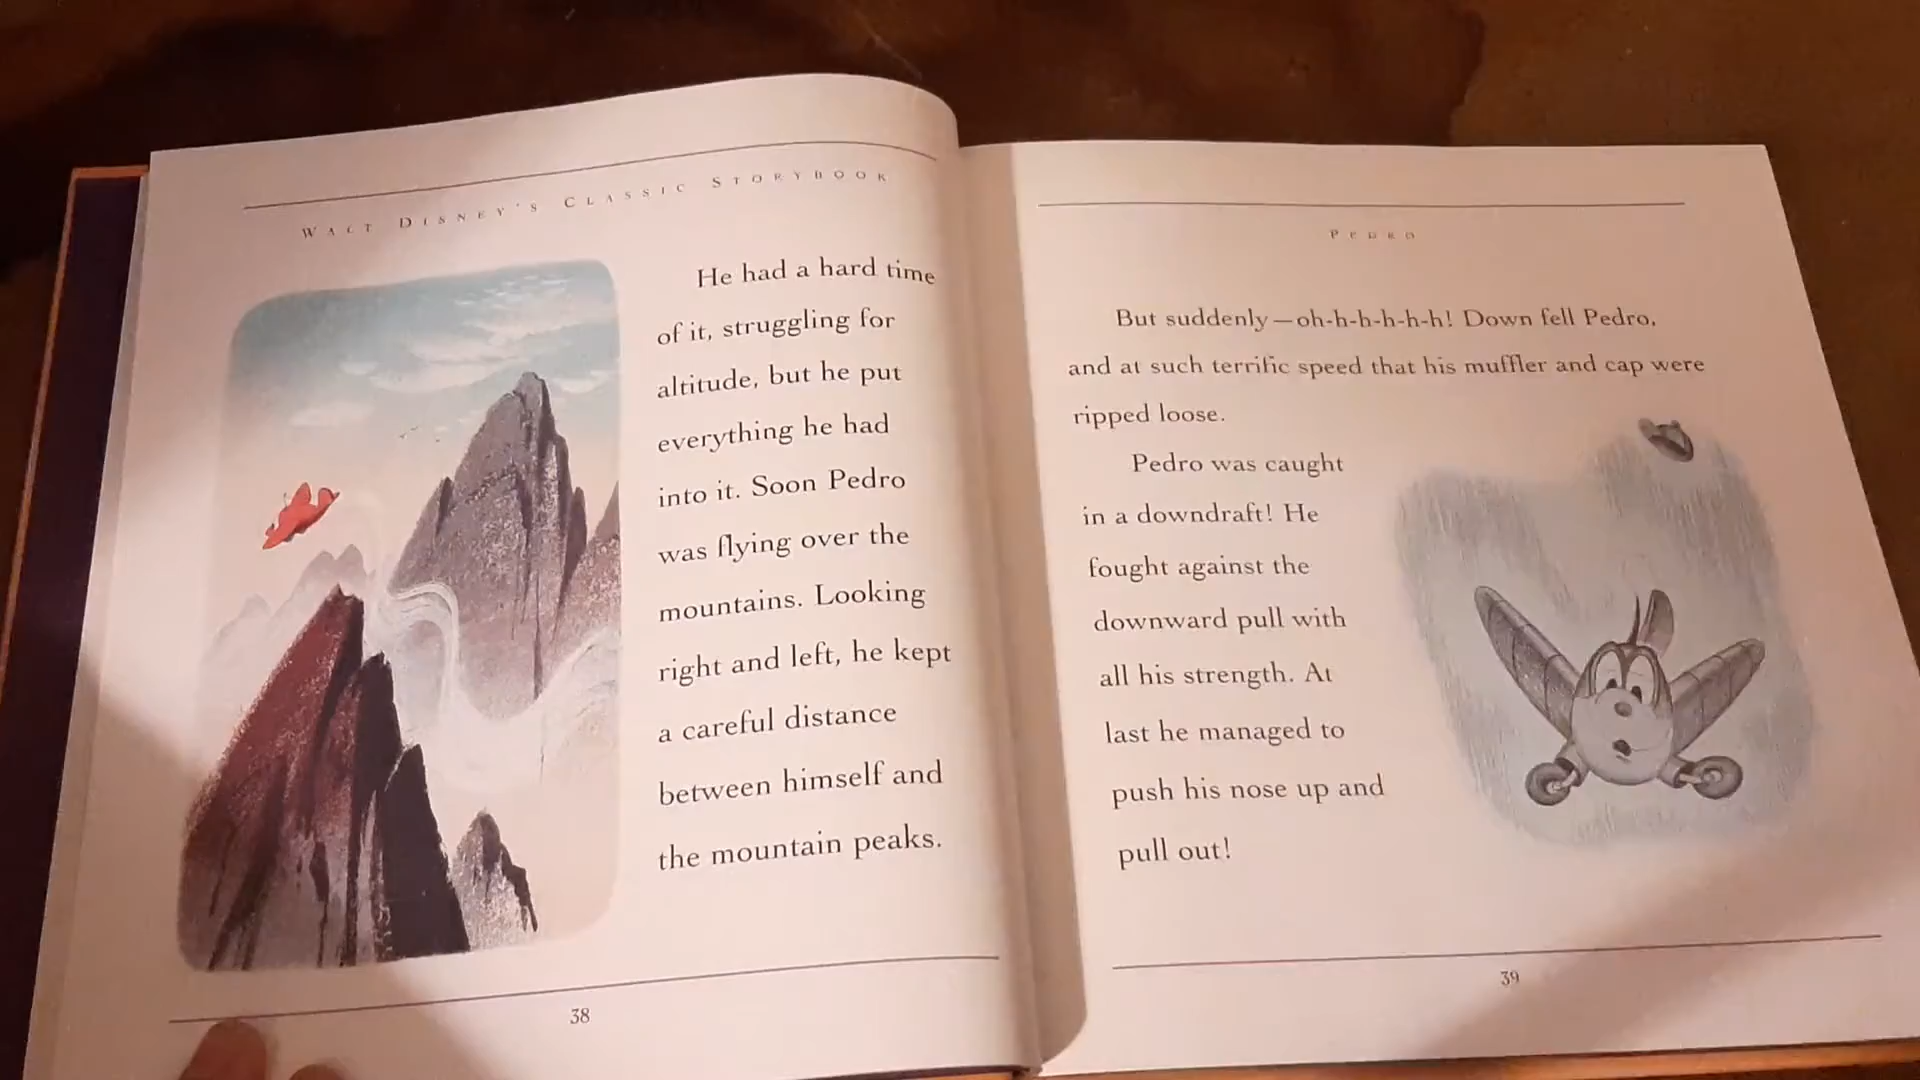 WALT DISNEY'S CLASSIC STORYBOOK
He had a hard time
of it, struggling for
altitude, but he put
everything he had
into it. Soon Pedro
was flying over the
mountains. Looking
right and left, he kept
a careful distance
between himself and
the mountain peaks.
38
PEDRO
But suddenly—oh-h-h-h-h-h! Down fell Pedro,
and at such terrific speed that his muffler and cap were
ripped loose.
Pedro was caught
in a downdraft! He
fought against the
downward pull with
all his strength. At
last he managed to
push his nose up and
pull out!
39